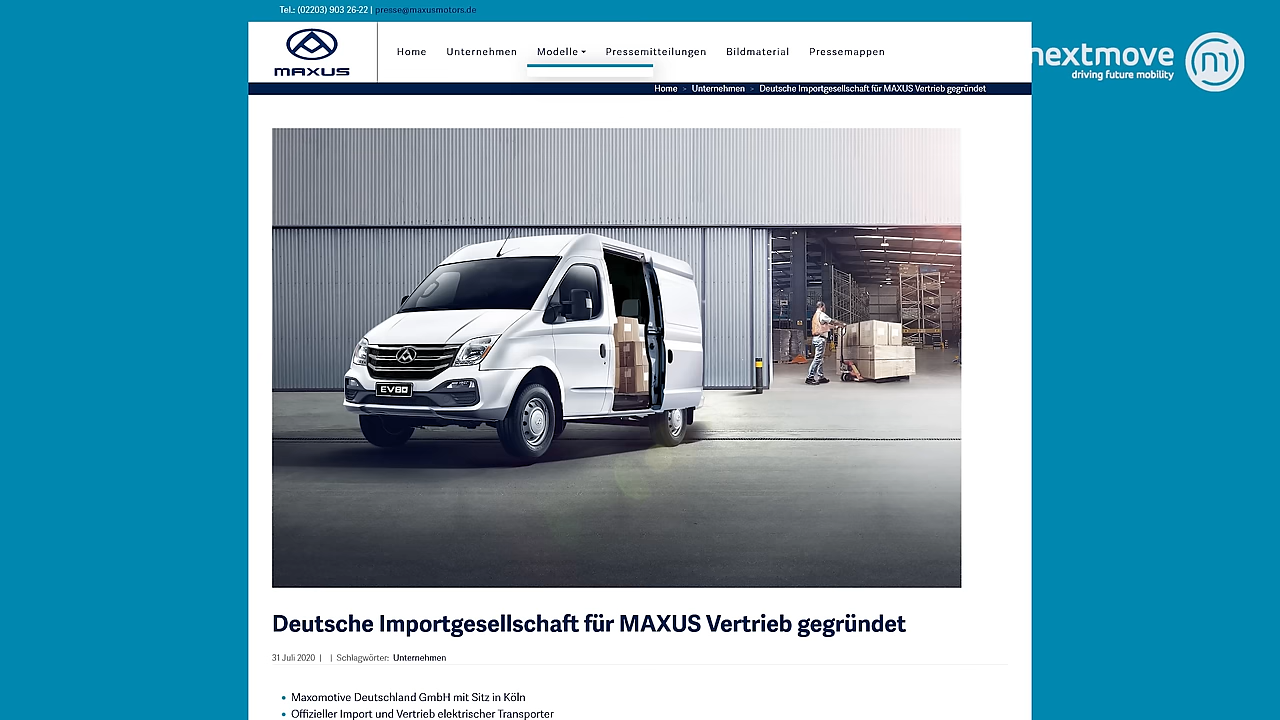 Tel.: (02203) 903 26-22 | presse@maxusmotors.de
MAXUS
Home Unternehmen Modelle Pressemitteilungen Bildmaterial Pressemappen
nextmove
driving future mobility
Home > Unternehmen > Deutsche Importgesellschaft für MAXUS Vertrieb gegründet
EV80
Deutsche Importgesellschaft für MAXUS Vertrieb gegründet
31 Juli 2020 | | Schlagwörter: Unternehmen
• Maxomotive Deutschland GmbH mit Sitz in Köln
• Offizieller Import und Vertrieb elektrischer Transporter